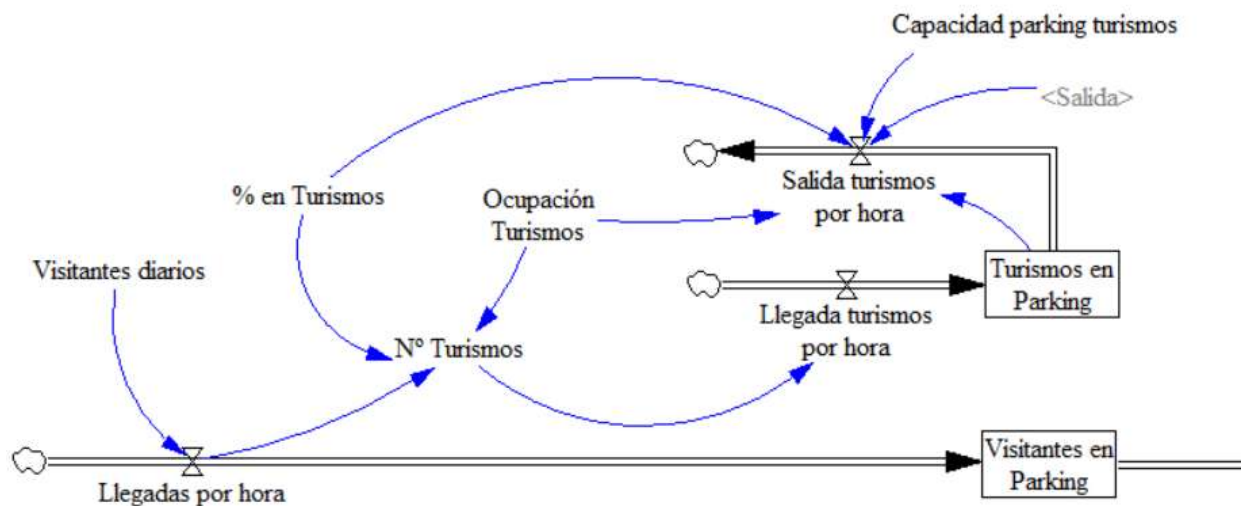 Capacidad parking turismos
<Salida>
% en Turismos
Ocupación
Turismos
Salida turismos
por hora
Visitantes diarios
Turismos en
Parking
Llegada turismos
por hora
Nº Turismos
Visitantes en
Parking
Llegadas por hora